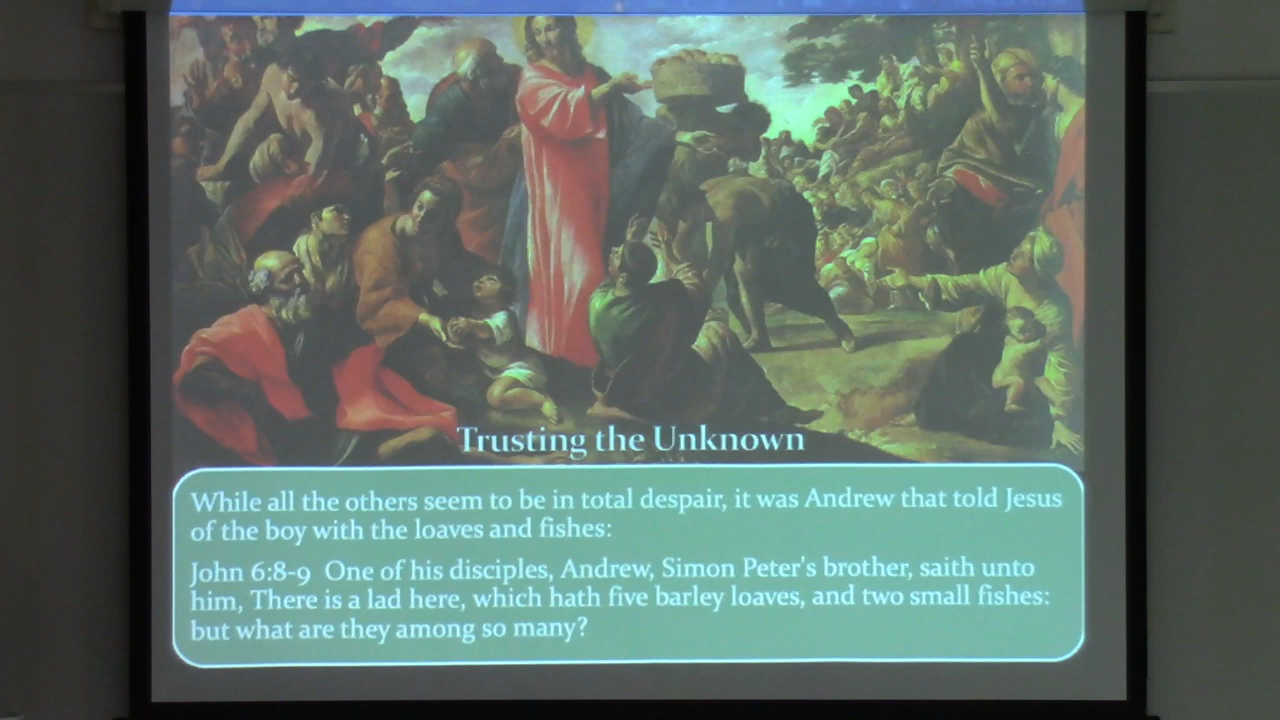 Trusting the Unknown
While all the others seem to be in total despair, it was Andrew that told Jesus
of the boy with the loaves and fishes:
John 6:8-9 One of his disciples, Andrew, Simon Peter's brother, saith unto
him, There is a lad here, which hath five barley loaves, and two small fishes:
but what are they among so many?